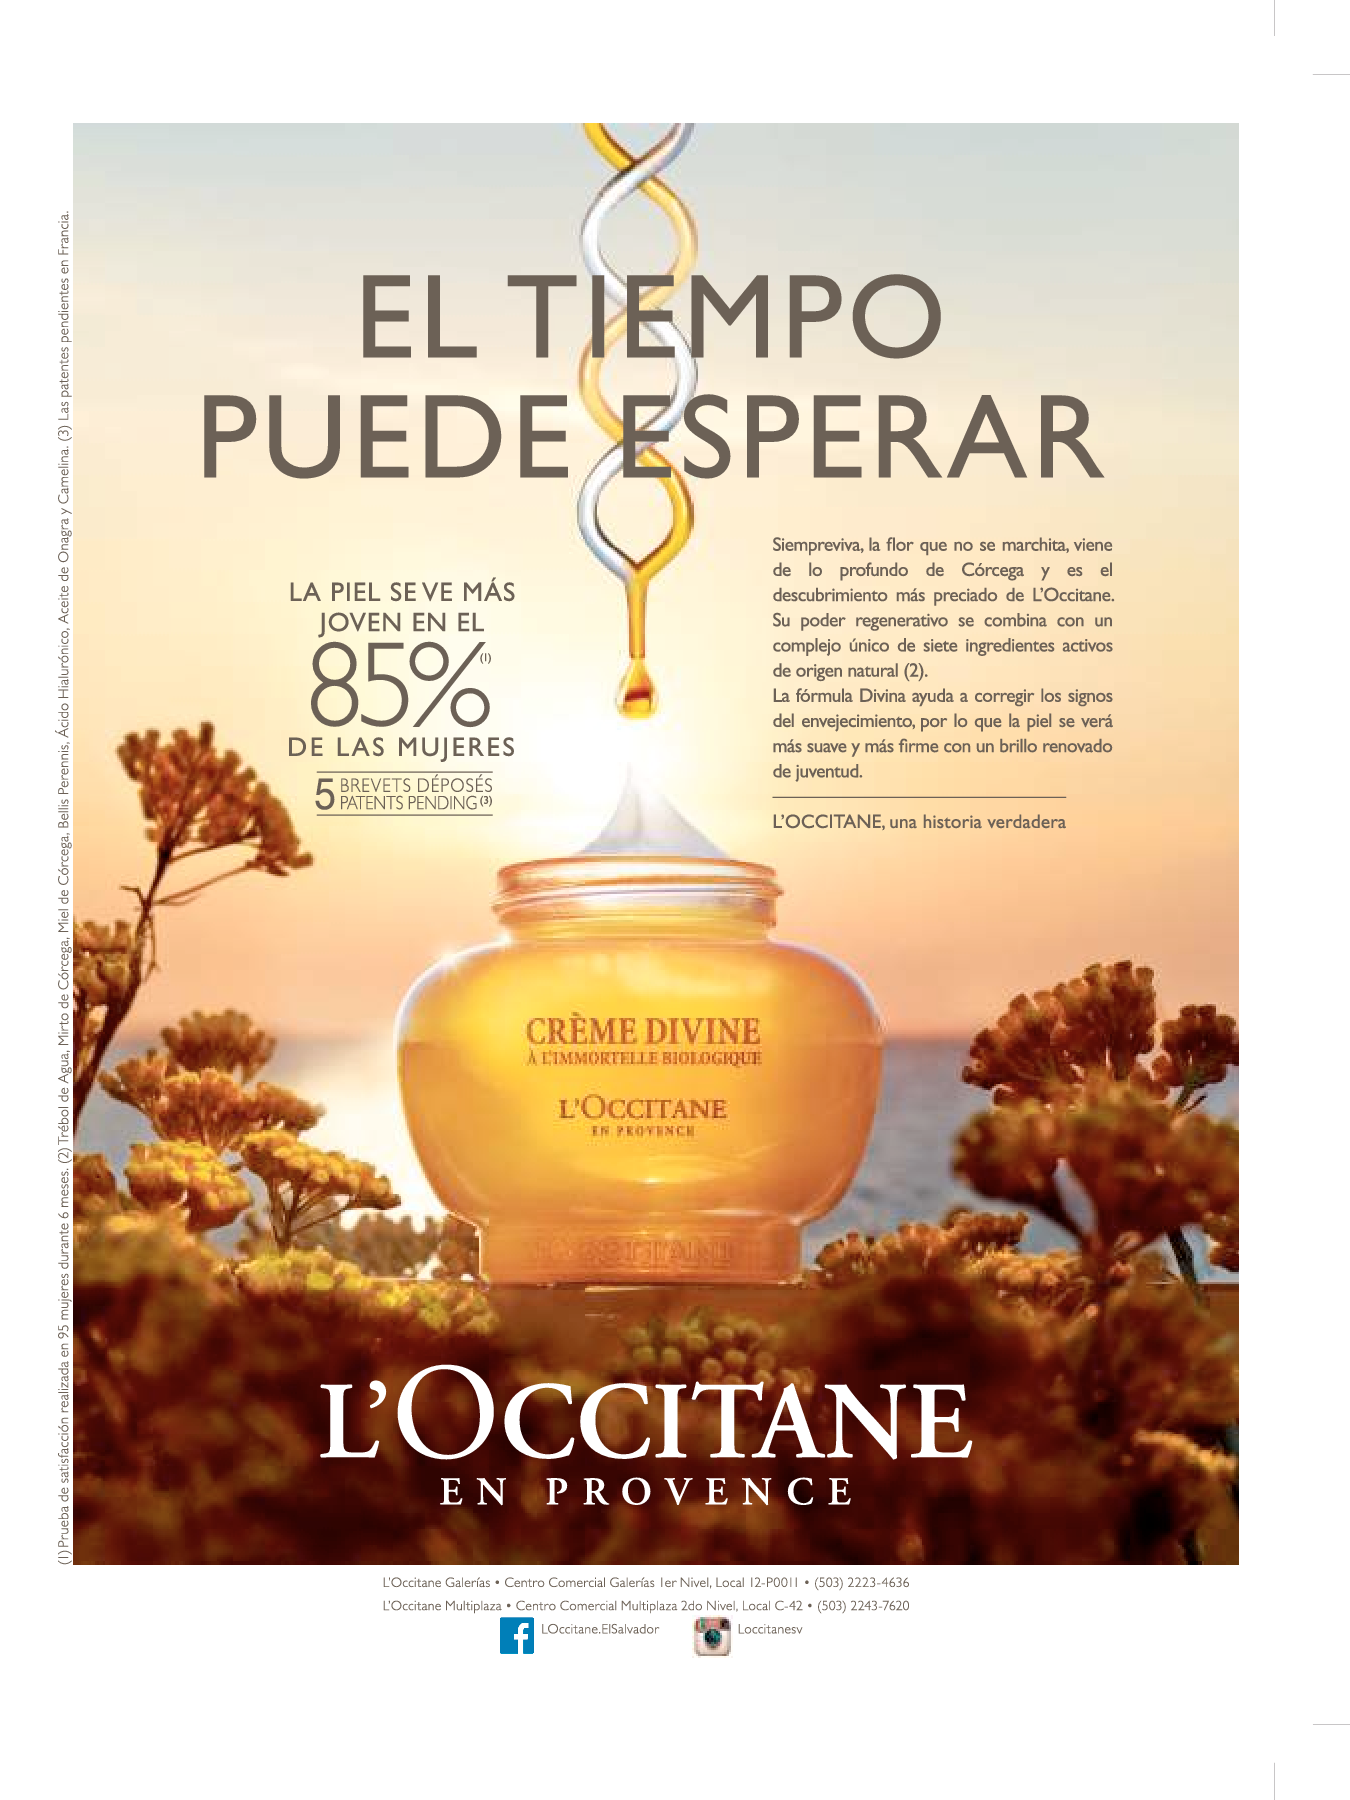 EL TIEMPO
PUEDE ESPERAR
LA PIEL SE VE MÁS
JOVEN EN EL
85%(1)
DE LAS MUJERES
5 BREVETS DÉPOSÉS
PATENTS PENDING(3)
Siempreviva, la flor que no se marchita, viene
de lo profundo de Córcega y es el
descubrimiento más preciado de L'Occitane.
Su poder regenerativo se combina con un
complejo único de siete ingredientes activos
de origen natural (2).
La fórmula Divina ayuda a corregir los signos
del envejecimiento, por lo que la piel se verá
más suave y más firme con un brillo renovado
de juventud.
L'OCCITANE, una historia verdadera
CRÈME DIVINE
À L'IMMORTELLE BIOLOGIQUE
L'OCCITANE
EN PROVENCE
L'OCCITANE
L'OCCITANE
EN PROVENCE
(1) Prueba de satisfacción realizada en 95 mujeres durante 6 meses. (2) Trébol de Agua, Mirto de Córcega, Miel de Córcega, Bellis Perennis, Ácido Hialurónico, Aceite de Onagra y Camelina. (3) Las patentes pendientes en Francia.
L'Occitane Galerías • Centro Comercial Galerías 1er Nivel, Local 12-P0011 • (503) 2223-4636
L'Occitane Multiplaza • Centro Comercial Multiplaza 2do Nivel, Local C-42 • (503) 2243-7620
LOccitane.ElSalvador
Loccitanesv